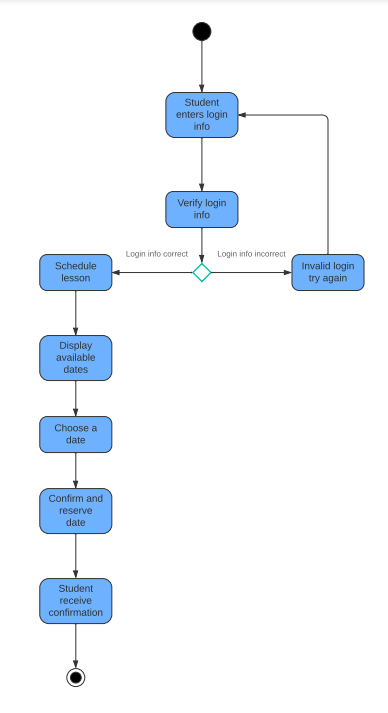 Student
enters login
info
Verify login
info
Login info correct
Login info incorrect
Schedule
lesson
Invalid login
try again
Display
available
dates
Choose a
date
Confirm and
reserve
date
Student
receive
confirmation